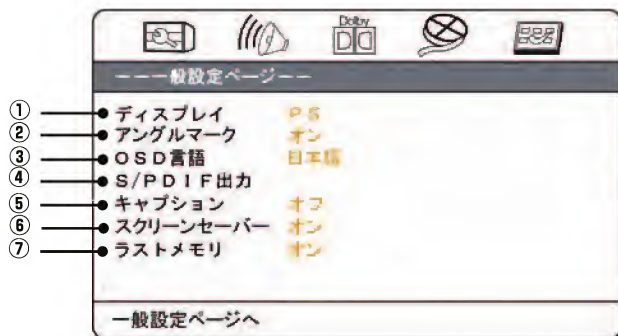 Dolby
---一般設定ページ--
① ディスプレイ PS
② アングルマーク オン
③ OSD言語 日本語
④ S/PDIF出力
⑤ キャプション オフ
⑥ スクリーンセーバー オン
⑦ ラストメモリ オン
一般設定ページへ